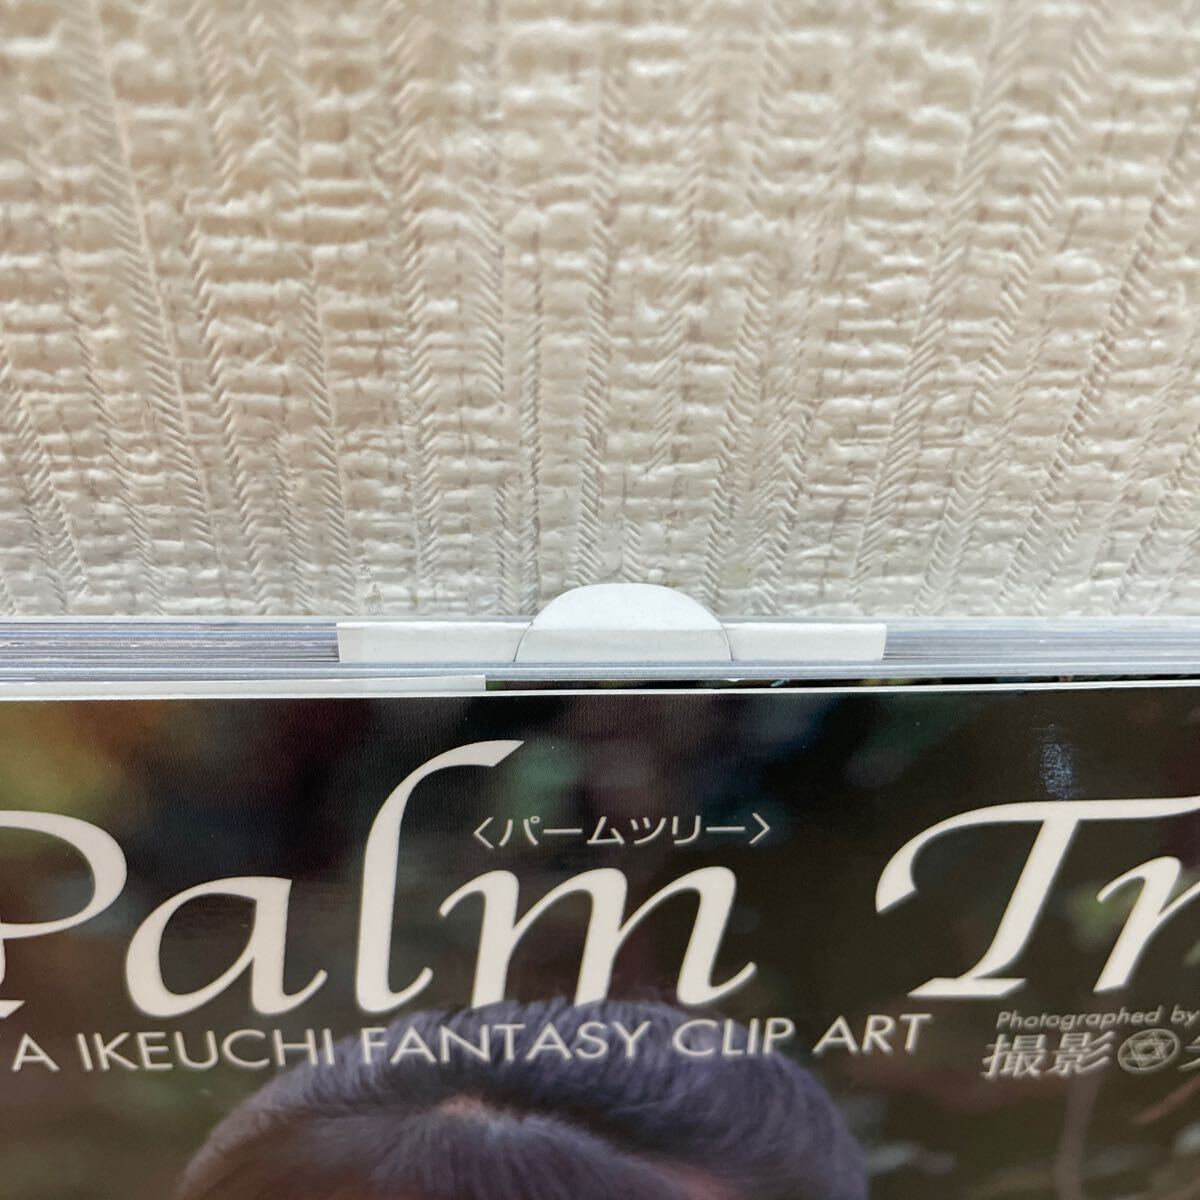 〈パームツリー〉
Palm Tr
A IKEUCHI FANTASY CLIP ART
Photographed by
撮影